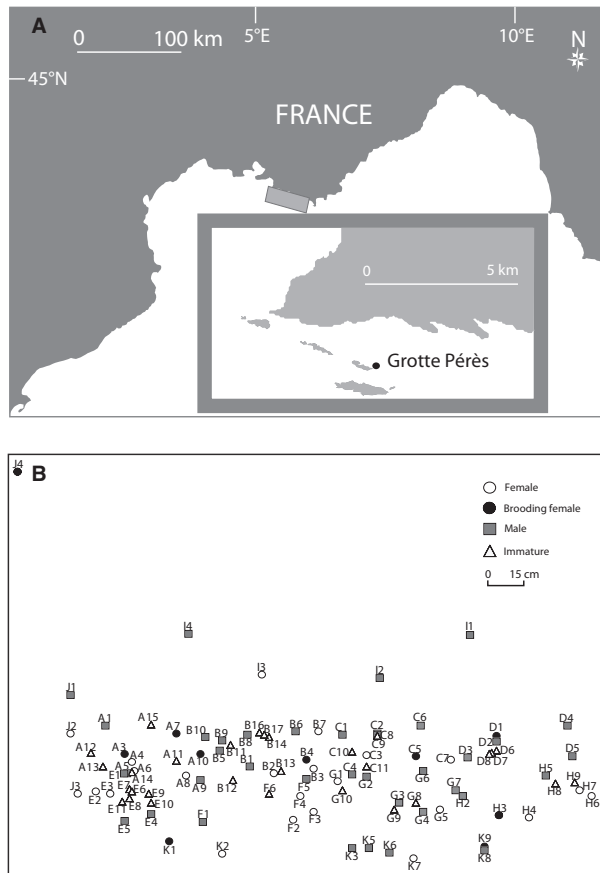 A
0 100 km
5°E
10°E
N
45°N
FRANCE
0 5 km
Grotte Pérès
B
J4
Female
Brooding female
Male
Immature
0 15 cm
I4
I1
I3
I2
J1
J2
A1
A15
A7
B10
B9
B16
B17
B8
B14
B6
B7
C1
C2
C8
C9
C6
D1
D2
D6
D4
A12
A3
A4
A11
A10
B5
B11
B1
B4
C10
C3
C5
C7
D3
D8
D7
D5
A13
A5
A6
E1
A14
A8
A9
B12
B2
B13
B3
F5
G1
C4
C11
G2
G6
H5
H8
H9
H7
J3
E2
E3
E7
E6
E9
F6
G10
G3
G8
G7
H2
H6
E11
E8
E10
E5
E4
F1
F4
F2
F3
G9
G4
G5
H3
H4
K1
K2
K3
K5
K6
K7
K9
K8